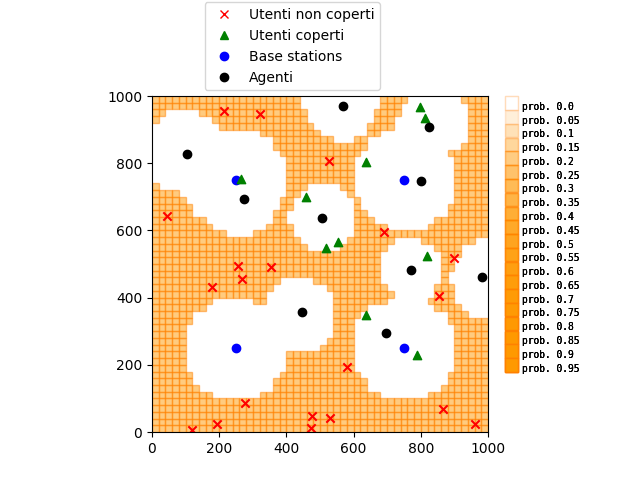 Utenti non coperti
Utenti coperti
Base stations
Agenti
1000
800
600
400
200
0
0
200
400
600
800
1000
prob. 0.0
prob. 0.05
prob. 0.1
prob. 0.15
prob. 0.2
prob. 0.25
prob. 0.3
prob. 0.35
prob. 0.4
prob. 0.45
prob. 0.5
prob. 0.55
prob. 0.6
prob. 0.65
prob. 0.7
prob. 0.75
prob. 0.8
prob. 0.85
prob. 0.9
prob. 0.95